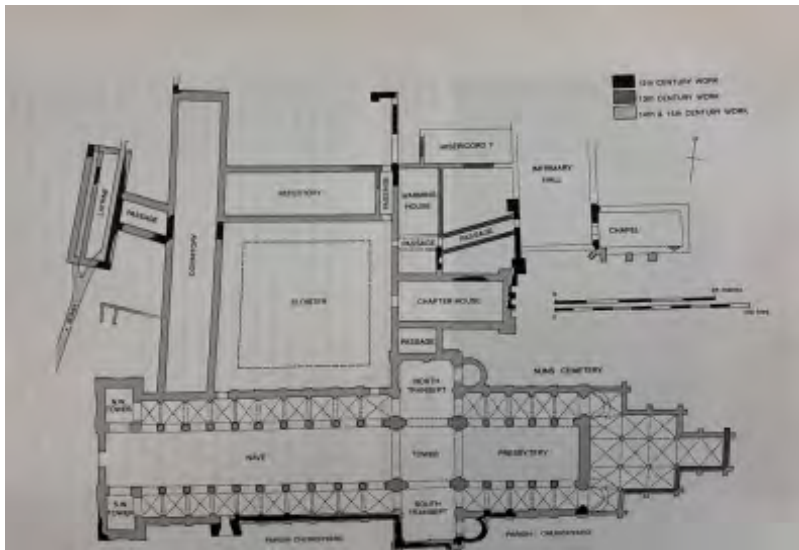 12th CENTURY WORK
13th CENTURY WORK
14th & 15th CENTURY WORK
MISERICORD ?
INFIRMARY
HALL
REFECTORY
PASSAGE
WARMING
HOUSE
PASSAGE
DORMITORY
PASSAGE
PASSAGE
CHAPEL
CLOISTER
CHAPTER HOUSE
PASSAGE
NUNS CEMETERY
NORTH
TRANSEPT
N.W.
TOWER
NAVE
TOWER
PRESBYTERY
S.W.
TOWER
SOUTH
TRANSEPT
PARISH CHURCHYARD
PARISH CHURCHYARD